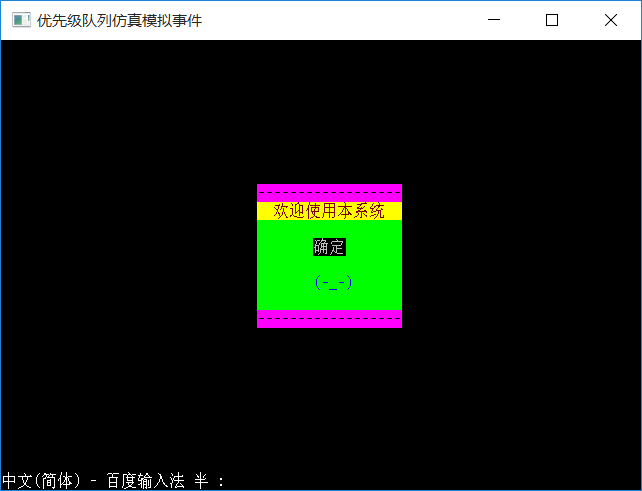 优先级队列仿真模拟事件
------------------
欢迎使用本系统
确定
(-_-)
------------------
中文(简体) - 百度输入法 半 :